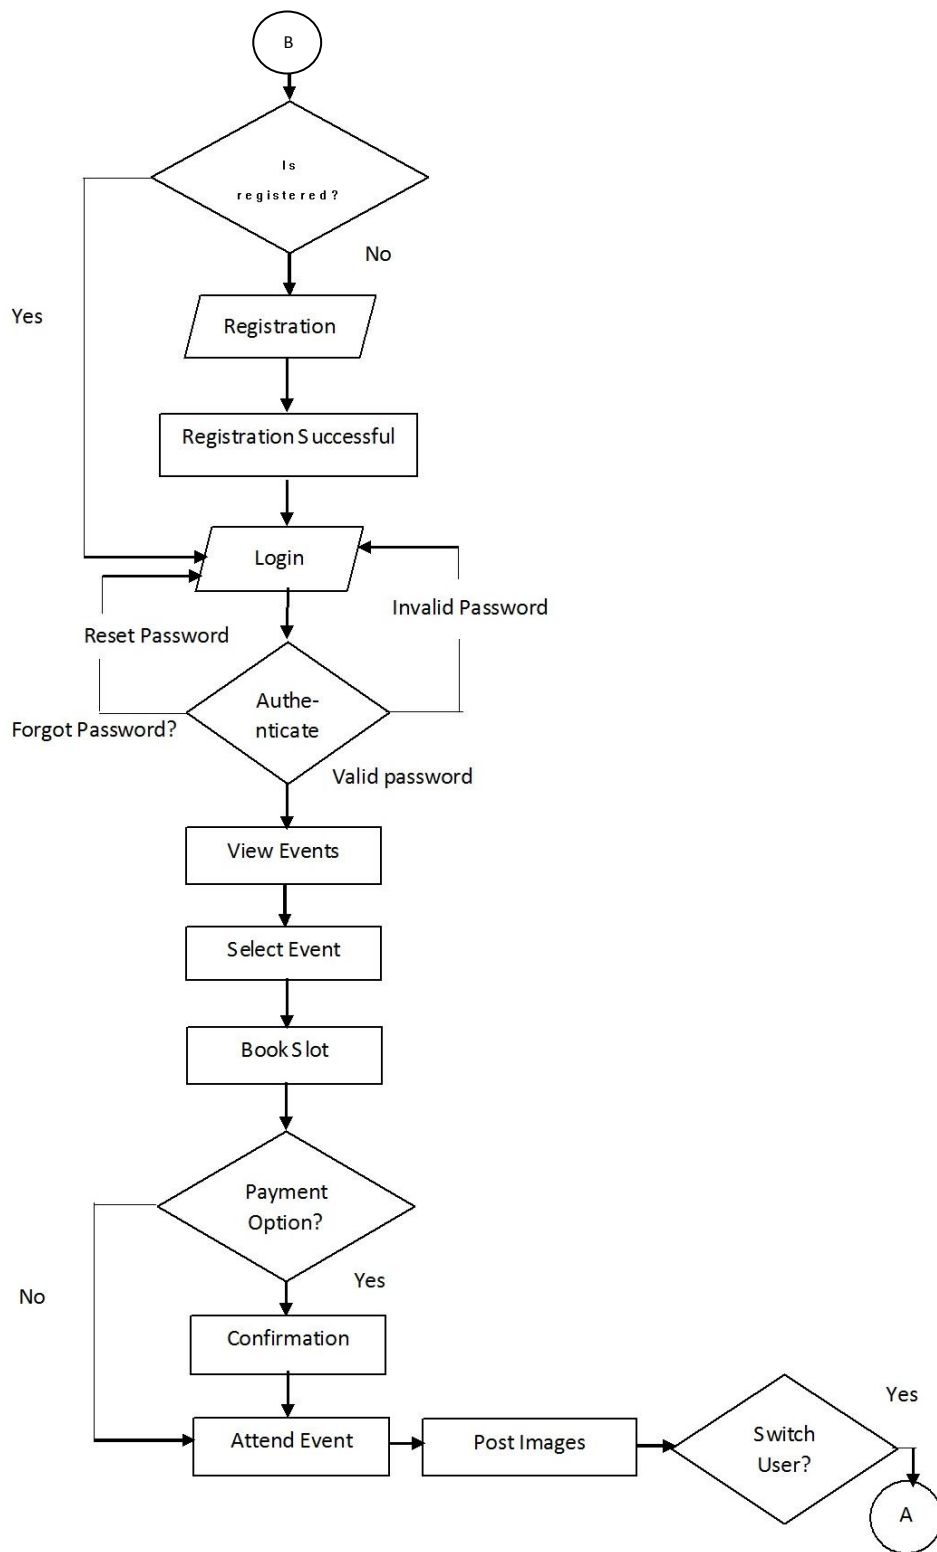 B
Is
registered?
No
Yes
Registration
Registration Successful
Login
Invalid Password
Reset Password
Authe-
nticate
Forgot Password?
Valid password
View Events
Select Event
Book Slot
Payment
Option?
Yes
No
Confirmation
Yes
Attend Event
Post Images
Switch
User?
A